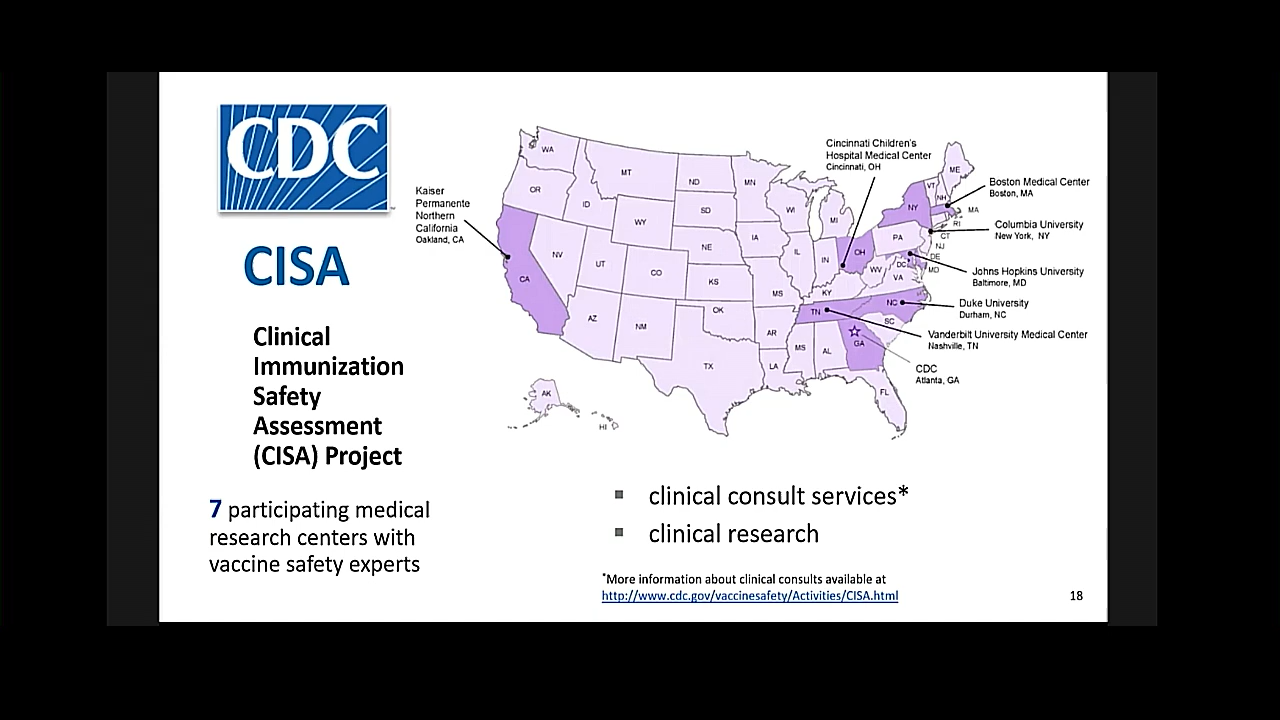 CDC
CISA
Clinical
Immunization
Safety
Assessment
(CISA) Project
7 participating medical
research centers with
vaccine safety experts
Kaiser
Permanente
Northern
California
Oakland, CA
Cincinnati Children's
Hospital Medical Center
Cincinnati, OH
Boston Medical Center
Boston, MA
Columbia University
New York, NY
Johns Hopkins University
Baltimore, MD
Duke University
Durham, NC
Vanderbilt University Medical Center
Nashville, TN
CDC
Atlanta, GA
WA
MT
ND
MN
ME
VT
NH
OR
ID
SD
WI
MI
NY
MA
RI
CT
WY
NE
IA
PA
NJ
NV
UT
CO
IL
IN
OH
DE
MD
DC
WV
VA
CA
KS
MS
KY
AZ
NM
OK
TN
NC
AR
SC
MS
AL
GA
TX
LA
FL
AK
HI
▪ clinical consult services*
▪ clinical research
*More information about clinical consults available at
http://www.cdc.gov/vaccinesafety/Activities/CISA.html
18